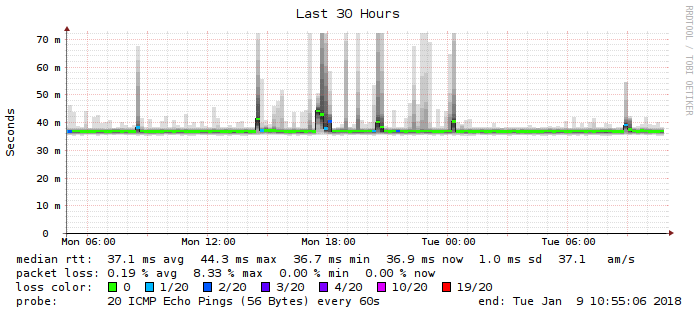 Last 30 Hours
RRDTOOL / TOBI OETIKER
Seconds
70 m
60 m
50 m
40 m
30 m
20 m
10 m
0
Mon 06:00 Mon 12:00 Mon 18:00 Tue 00:00 Tue 06:00
median rtt: 37.1 ms avg 44.3 ms max 36.7 ms min 36.9 ms now 1.0 ms sd 37.1 am/s
packet loss: 0.19 % avg 8.33 % max 0.00 % min 0.00 % now
loss color: 0 1/20 2/20 3/20 4/20 10/20 19/20
probe: 20 ICMP Echo Pings (56 Bytes) every 60s end: Tue Jan 9 10:55:06 2018